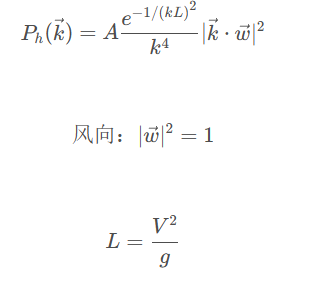 $P_h(\vec{k}) = A\frac{e^{-1/(kL)^2}}{k^4}|\vec{k}\cdot\vec{w}|^2$
风向：$|\vec{w}|^2 = 1$
$L = \frac{V^2}{g}$